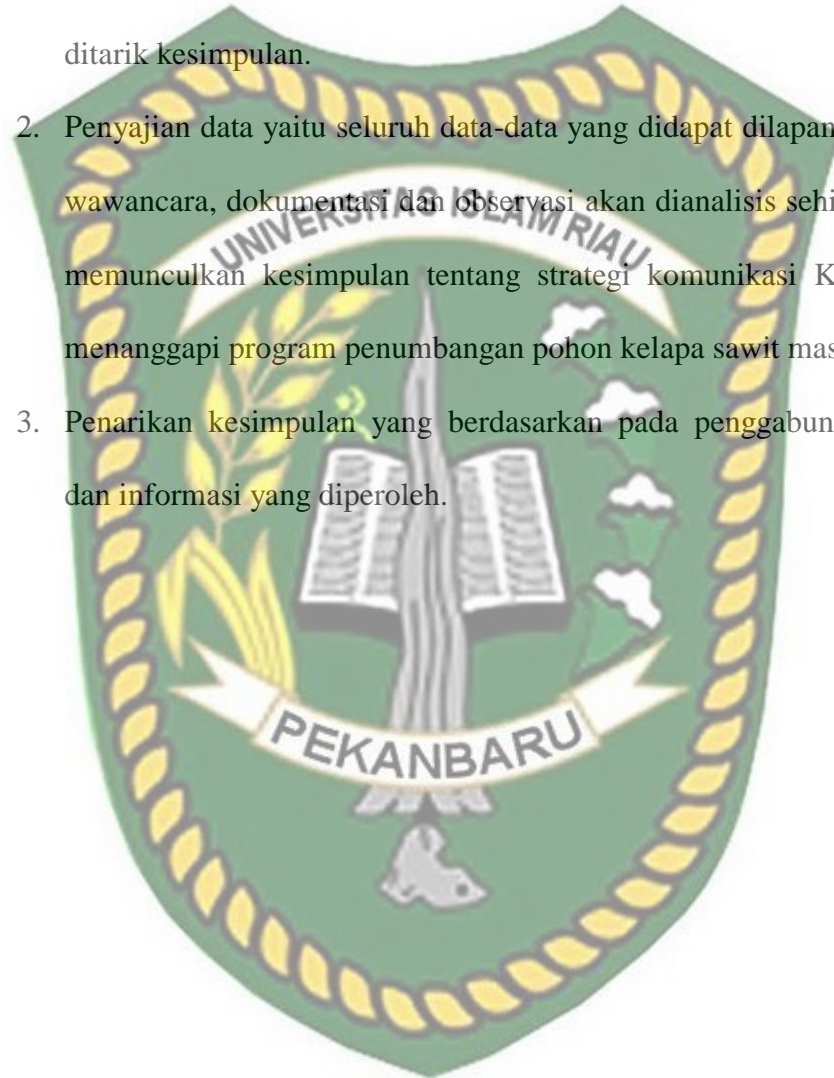 ditarik kesimpulan.
2. Penyajian data yaitu seluruh data-data yang didapat dilapan
wawancara, dokumentasi dan observasi akan dianalisis sehi
memunculkan kesimpulan tentang strategi komunikasi K
menanggapi program penumbangan pohon kelapa sawit mas
3. Penarikan kesimpulan yang berdasarkan pada penggabun
dan informasi yang diperoleh.
UNIVERSITAS ISLAM RIAU
PEKANBARU